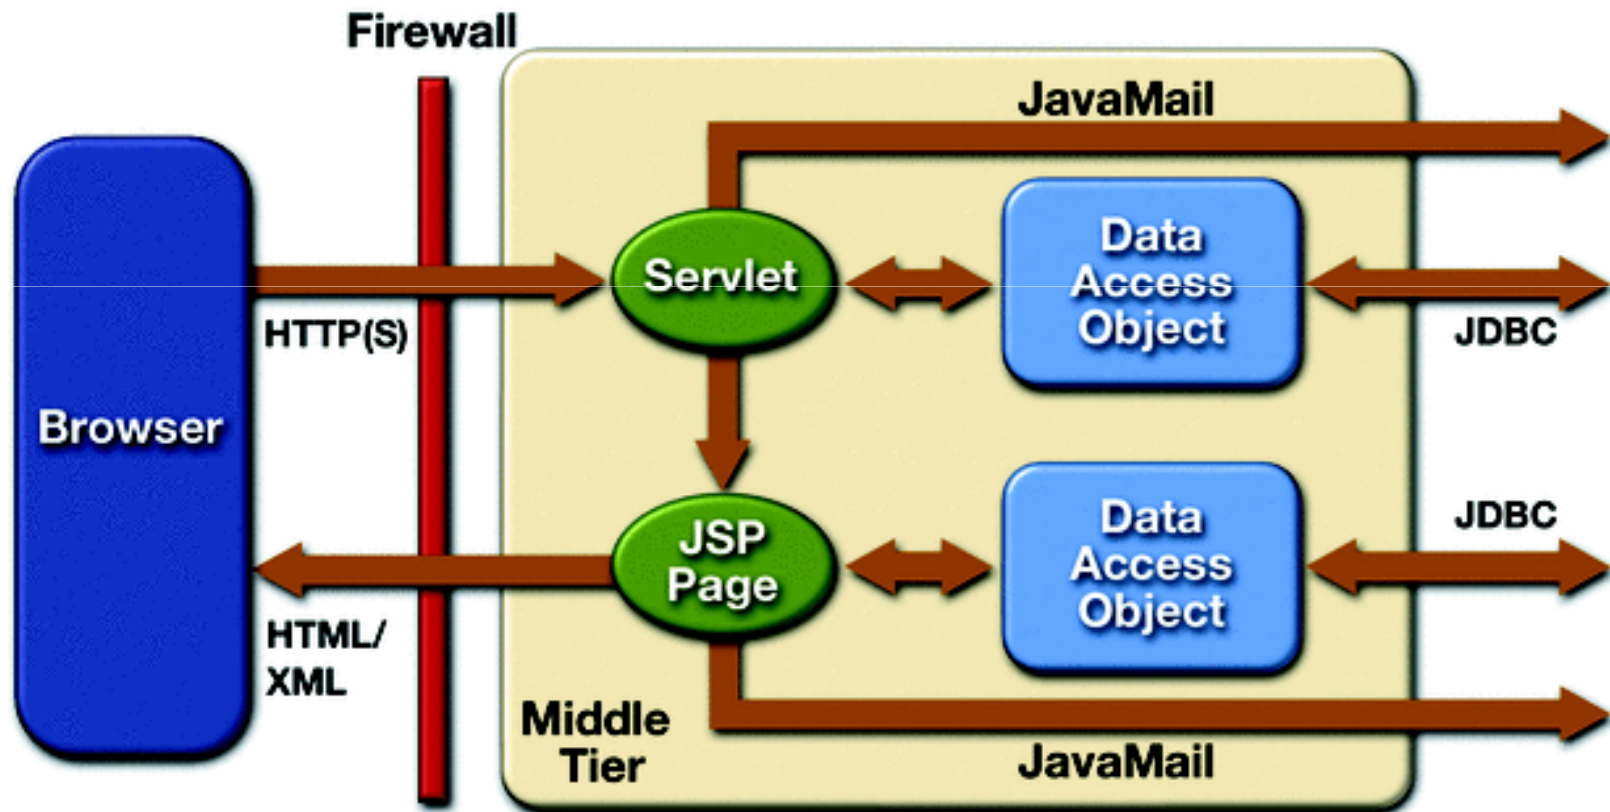 Firewall
JavaMail
Servlet
Data
Access
Object
HTTP(S)
JDBC
Browser
JSP
Page
Data
Access
Object
JDBC
HTML/
XML
Middle
Tier
JavaMail